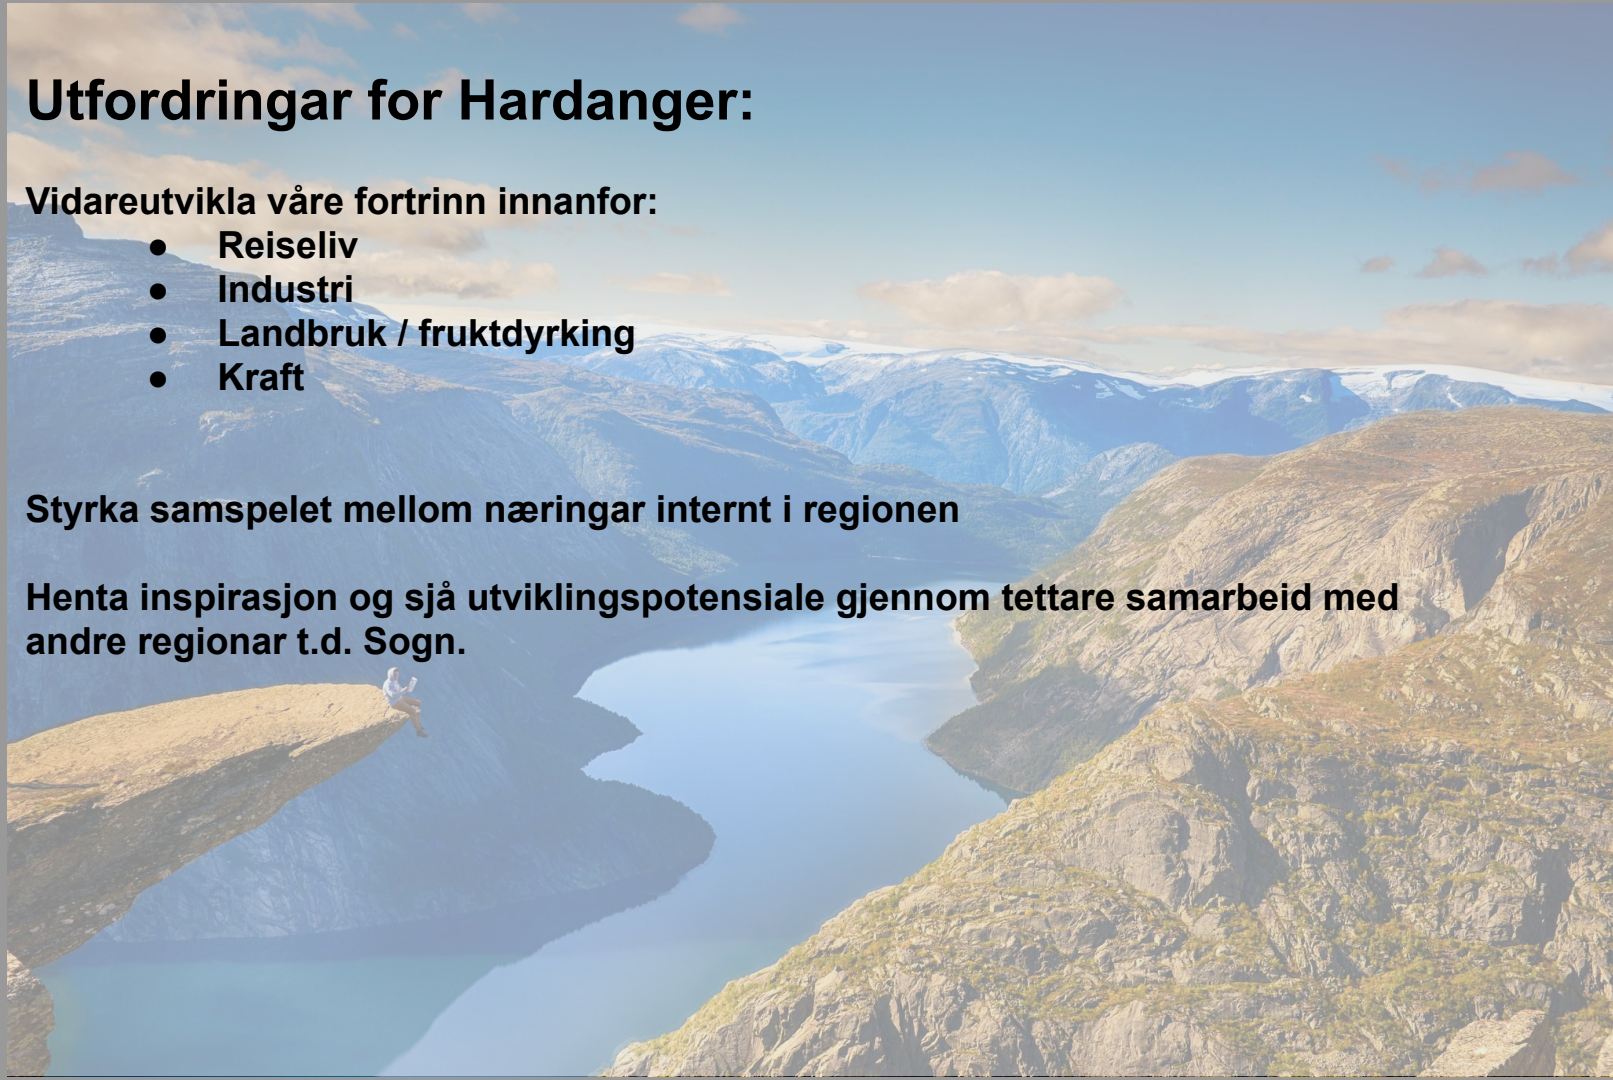 Utfordringar for Hardanger:
Vidareutvikla våre fortrinn innanfor:
● Reiseliv
● Industri
● Landbruk / fruktdyrking
● Kraft
Styrka samspelet mellom næringar internt i regionen
Henta inspirasjon og sjå utviklingspotensiale gjennom tettare samarbeid med
andre regionar t.d. Sogn.